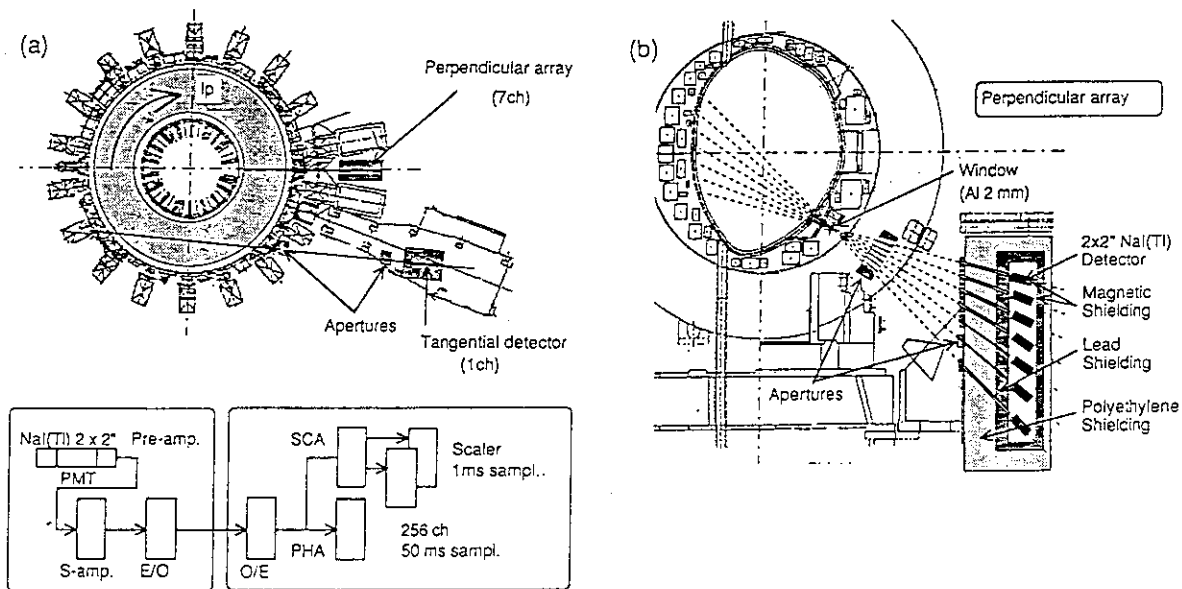 (a)
Ip
Perpendicular array
(7ch)
Apertures
Tangential detector
(1ch)
(b)
Perpendicular array
Window
(Al 2 mm)
2x2" NaI(Tl)
Detector
Magnetic
Shielding
Lead
Shielding
Polyethylene
Shielding
Apertures
NaI(Tl) 2 x 2"
Pre-amp.
PMT
S-amp.
E/O
O/E
SCA
PHA
Scaler
1ms sampl..
256 ch
50 ms sampl.